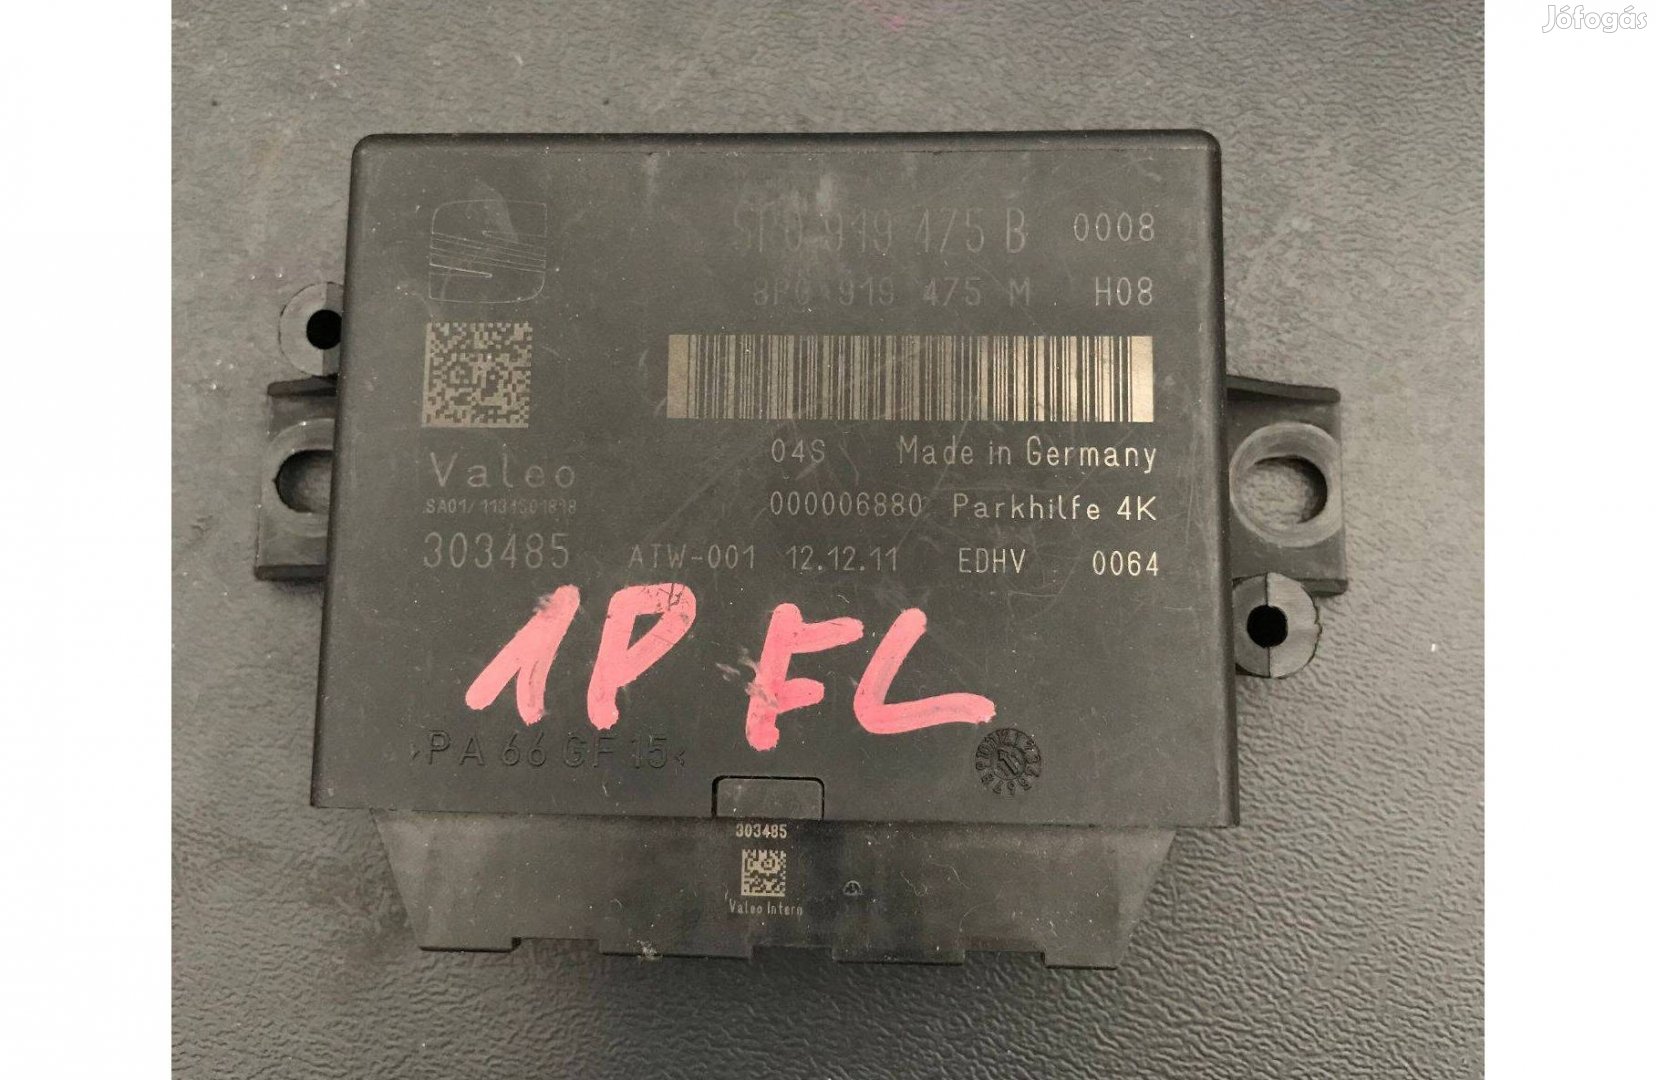 Jófogás
5P0 919 475 B 0008
8P0 919 475 M H08
04S Made in Germany
Valeo
000006880 Parkhilfe 4K
303485 ATW-001 12.12.11 EDHV 0064
1P FL
>PA 66 GF 15<
303485
Valeo Intern